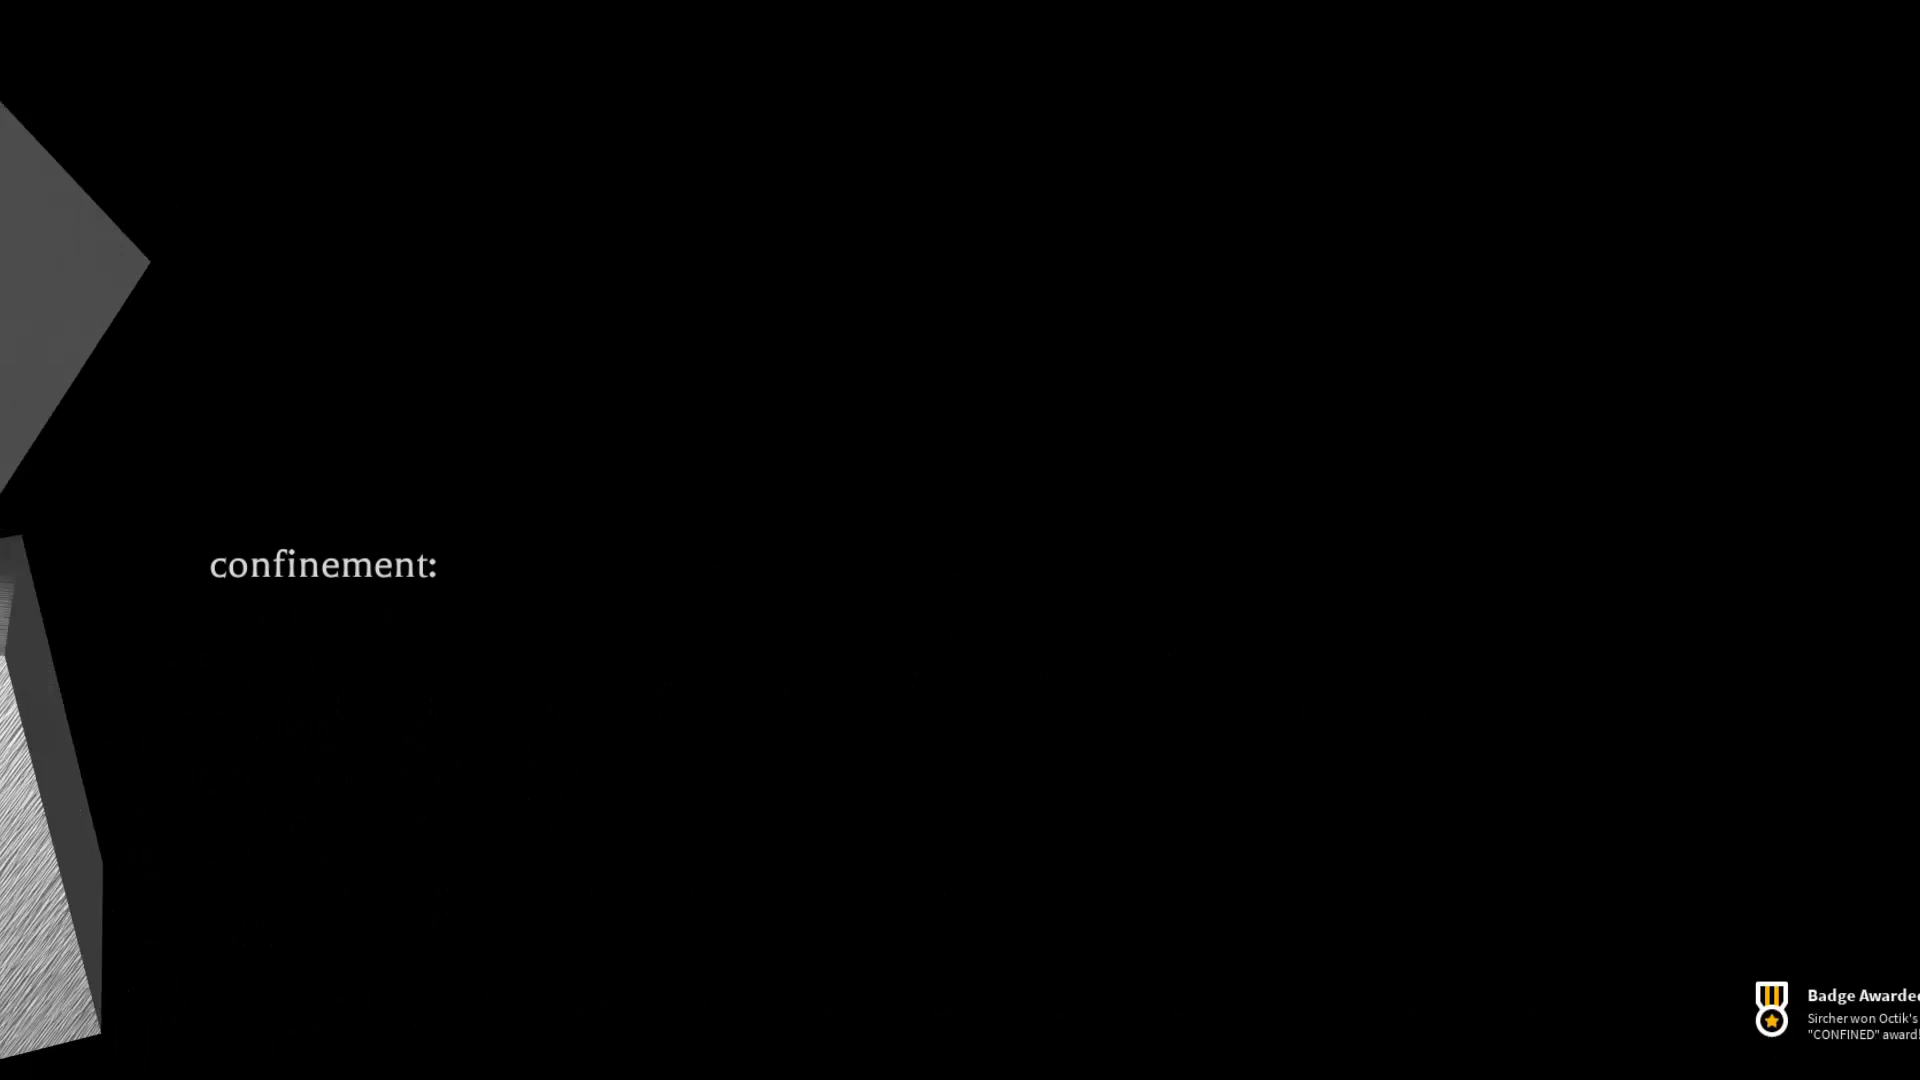 confinement:
Badge Awarded
Sircher won Octik's
"CONFINED" award!